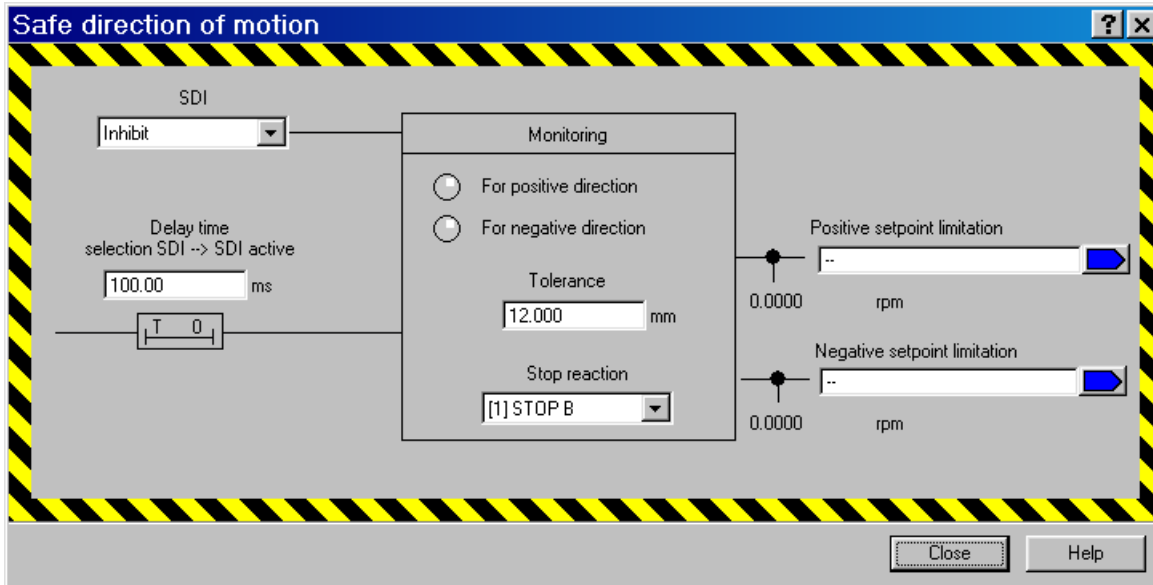 Safe direction of motion
SDI
Inhibit
Monitoring
For positive direction
For negative direction
Delay time
selection SDI --> SDI active
100.00 ms
T 0
Tolerance
12.000 mm
Stop reaction
[1] STOP B
Positive setpoint limitation
--
0.0000 rpm
Negative setpoint limitation
--
0.0000 rpm
Close Help